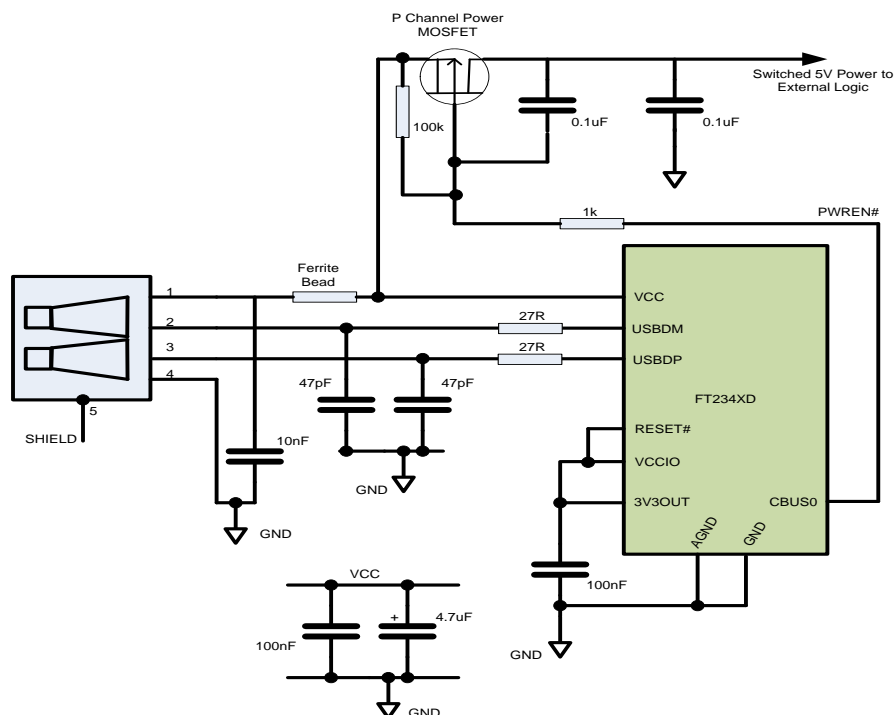 P Channel Power
MOSFET
Switched 5V Power to
External Logic
100k
0.1uF
0.1uF
1k
PWREN#
Ferrite
Bead
1
2
3
4
5
SHIELD
27R
27R
VCC
USBDM
USBDP
FT234XD
RESET#
VCCIO
3V3OUT
CBUS0
AGND
GND
47pF
47pF
10nF
GND
GND
100nF
GND
VCC
100nF
+
4.7uF
GND